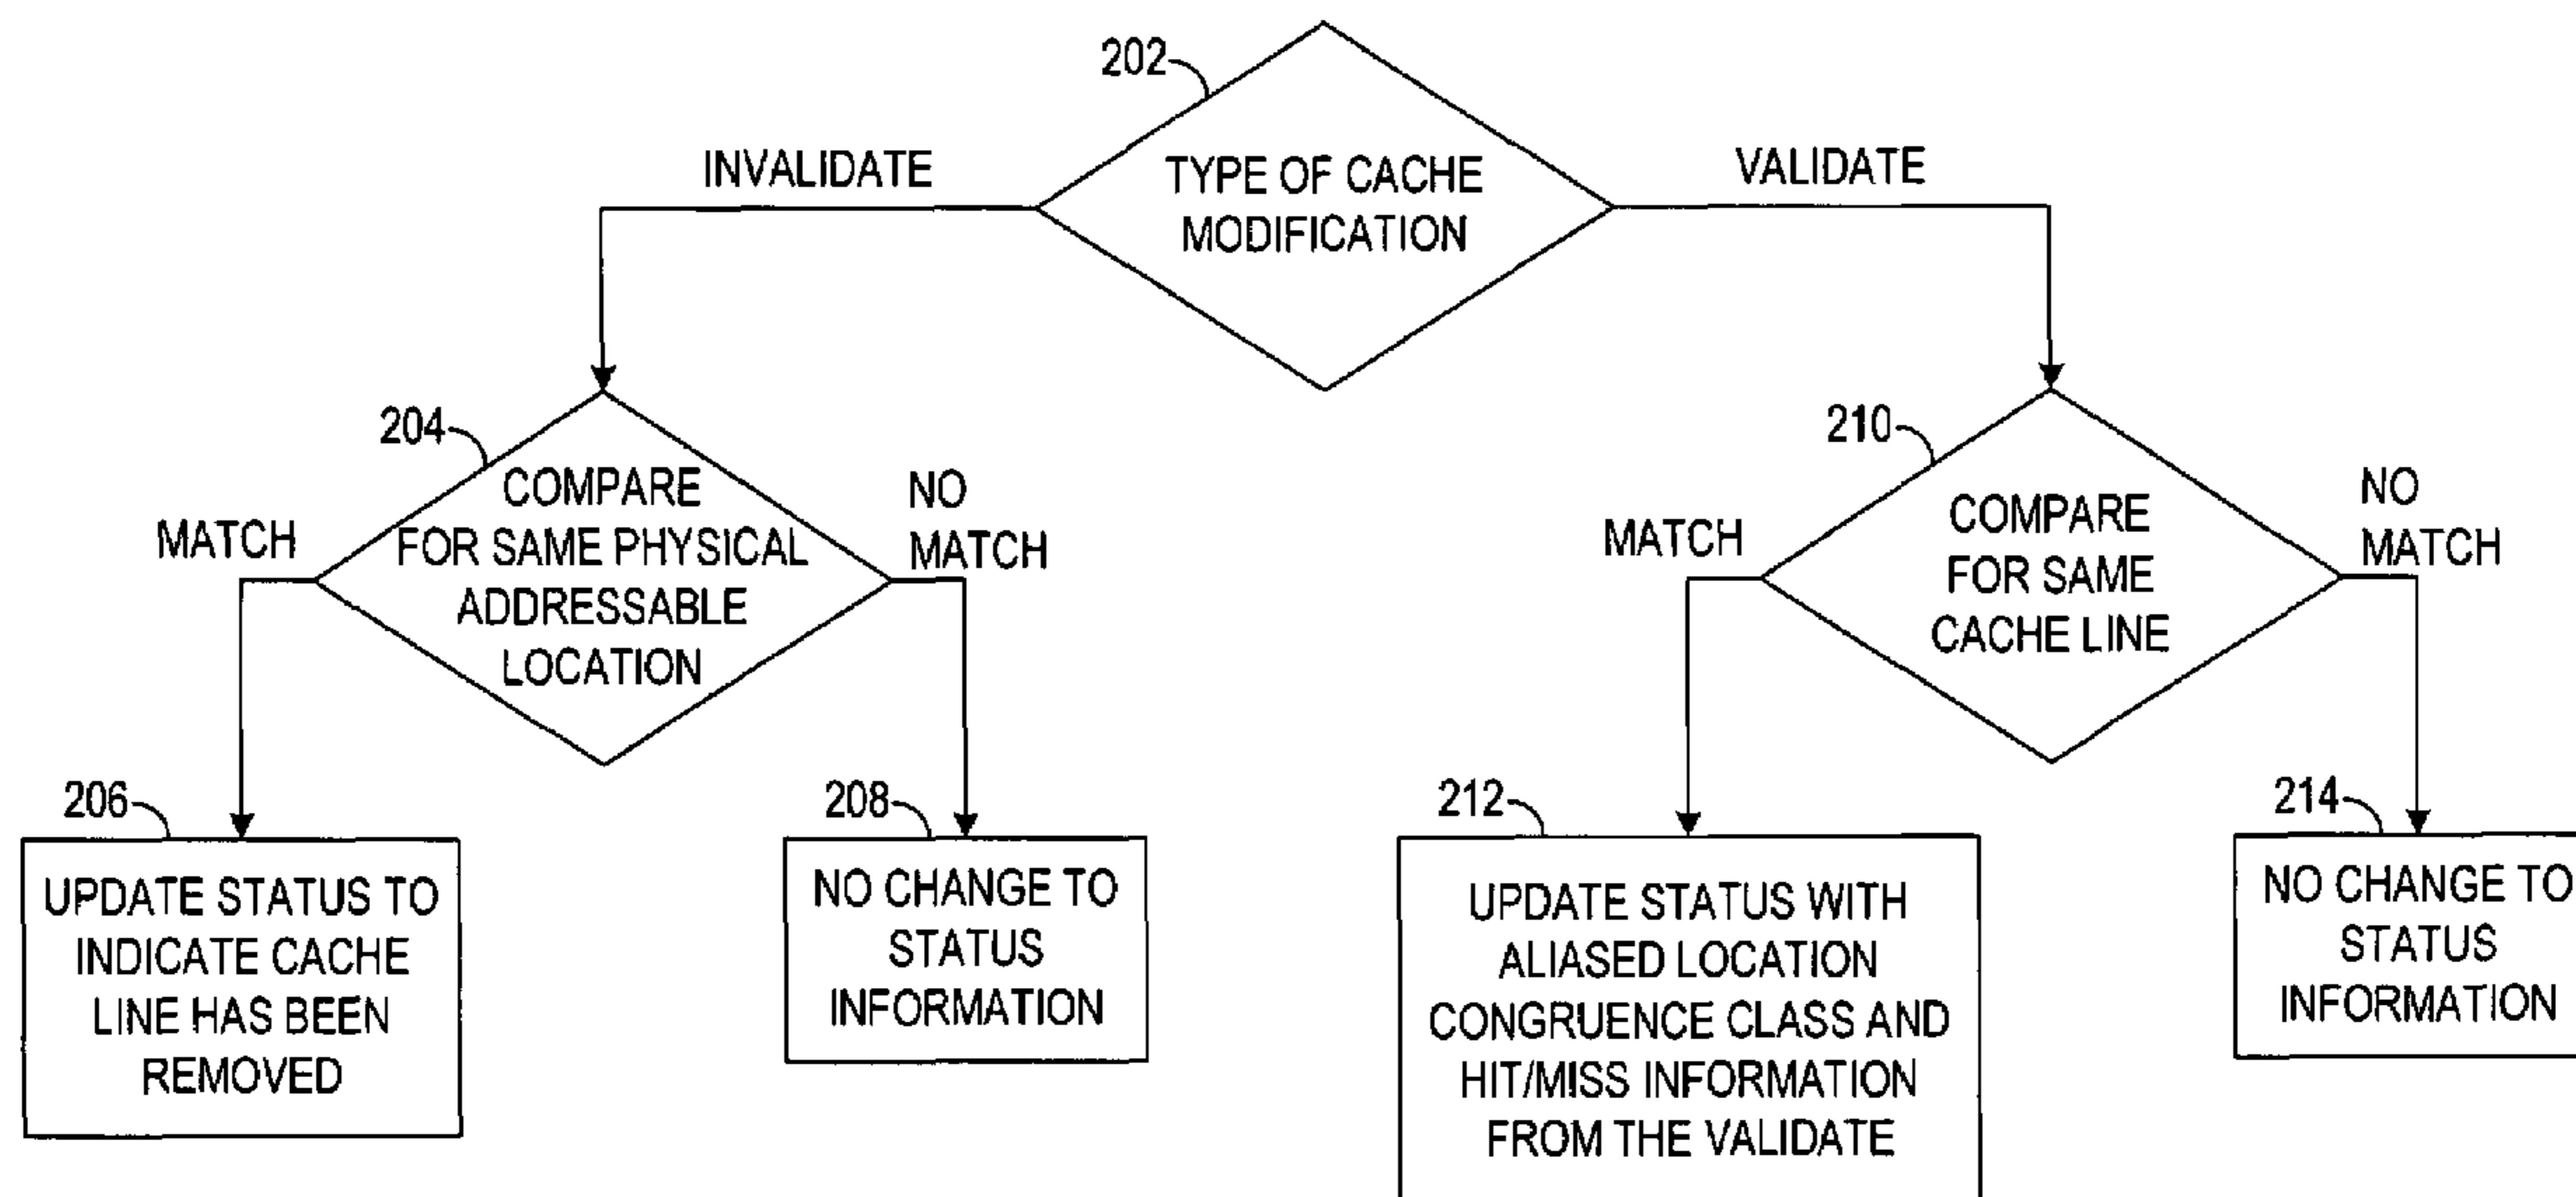 202
TYPE OF CACHE
MODIFICATION
INVALIDATE
VALIDATE
204
COMPARE
FOR SAME PHYSICAL
ADDRESSABLE
LOCATION
MATCH
NO
MATCH
210
COMPARE
FOR SAME
CACHE LINE
MATCH
NO
MATCH
206
UPDATE STATUS TO
INDICATE CACHE
LINE HAS BEEN
REMOVED
208
NO CHANGE TO
STATUS
INFORMATION
212
UPDATE STATUS WITH
ALIASED LOCATION
CONGRUENCE CLASS AND
HIT/MISS INFORMATION
FROM THE VALIDATE
214
NO CHANGE TO
STATUS
INFORMATION